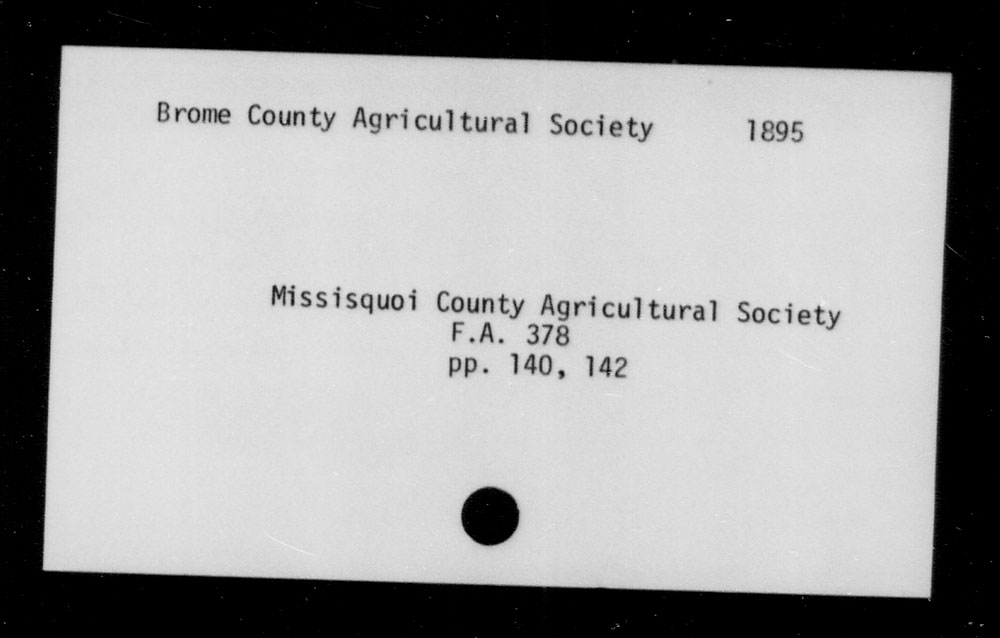 Brome County Agricultural Society 1895
Missisquoi County Agricultural Society
F.A. 378
pp. 140, 142